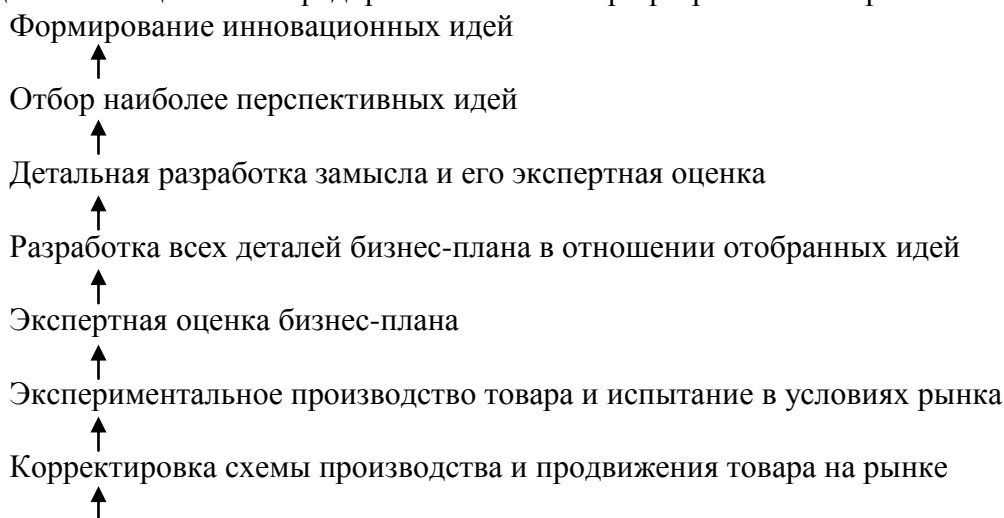 Формирование инновационных идей
Отбор наиболее перспективных идей
Детальная разработка замысла и его экспертная оценка
Разработка всех деталей бизнес-плана в отношении отобранных идей
Экспертная оценка бизнес-плана
Экспериментальное производство товара и испытание в условиях рынка
Корректировка схемы производства и продвижения товара на рынке